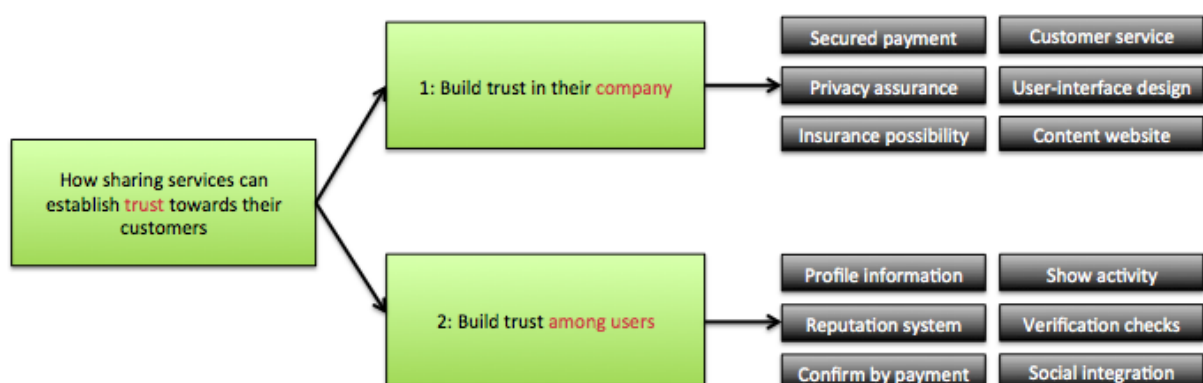 How sharing services can
establish trust towards their
customers
1: Build trust in their company
Secured payment
Customer service
Privacy assurance
User-interface design
Insurance possibility
Content website
2: Build trust among users
Profile information
Show activity
Reputation system
Verification checks
Confirm by payment
Social integration